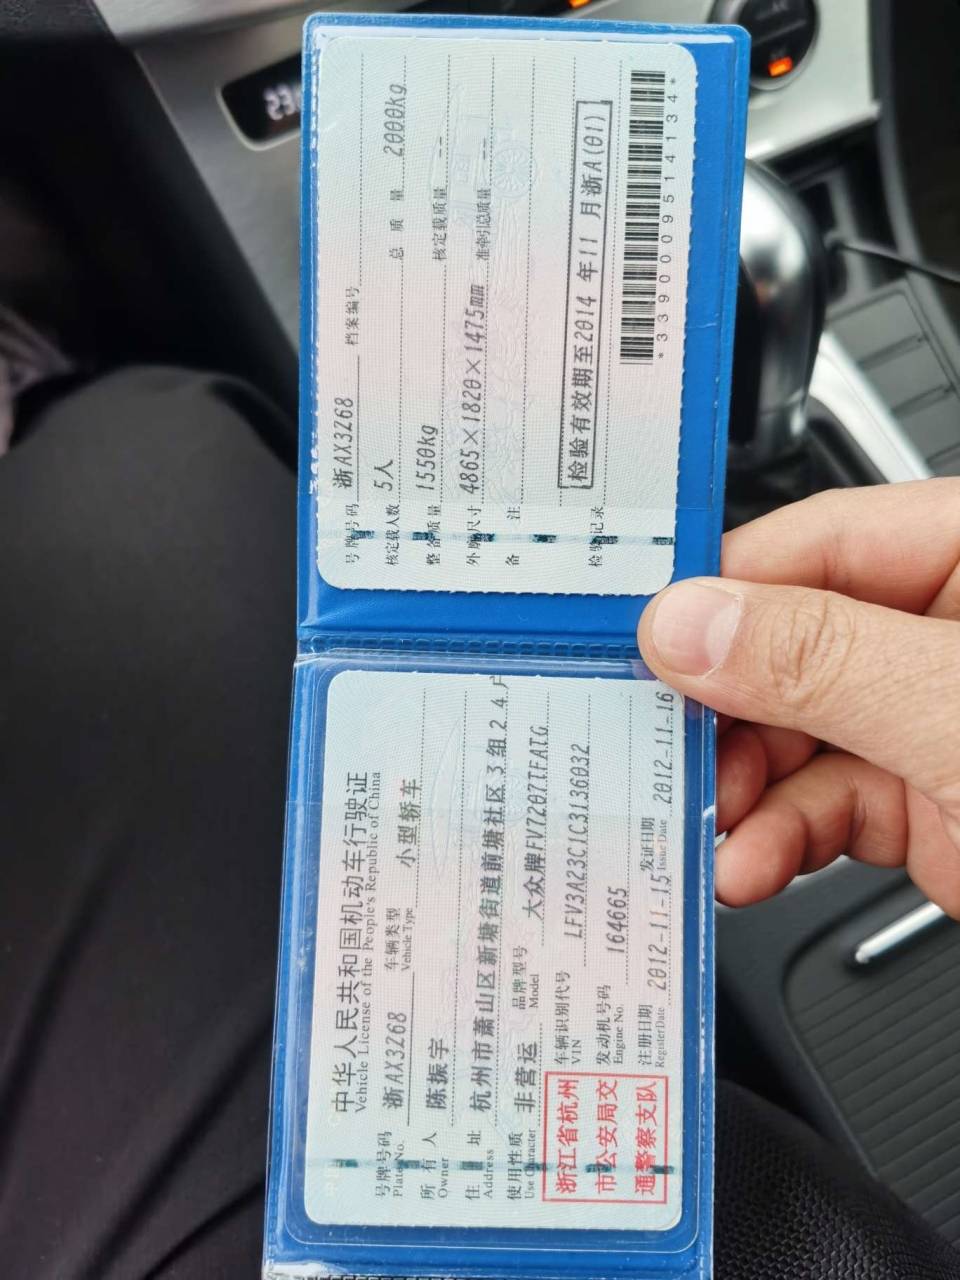 中华人民共和国机动车行驶证
Vehicle License of the People's Republic of China
号牌号码 浙AX3Z68 车辆类型 小型轿车
Plate No. Vehicle Type
所有人 陈振宇
Owner
住址 杭州市萧山区新塘街道前塘社区3组24户
Address
使用性质 非营运 品牌型号 大众牌FV7207TFATG
Use Character Model
浙江省杭州
市公安局交
通警察支队
车辆识别代号 LFV3A23C1C3136032
VIN
发动机号码 164665
Engine No.
注册日期 2012-11-15 发证日期 2012-11-16
Register Date Issue Date
号牌号码 浙AX3Z68 档案编号
核定载人数 5人 总质量 2000kg
整备质量 1550kg 核定载质量 --
外廓尺寸 4865×1820×1475mm 准牵引总质量 --
备注
检验记录 检验有效期至2014年11月浙A(01)
*3390009514134*